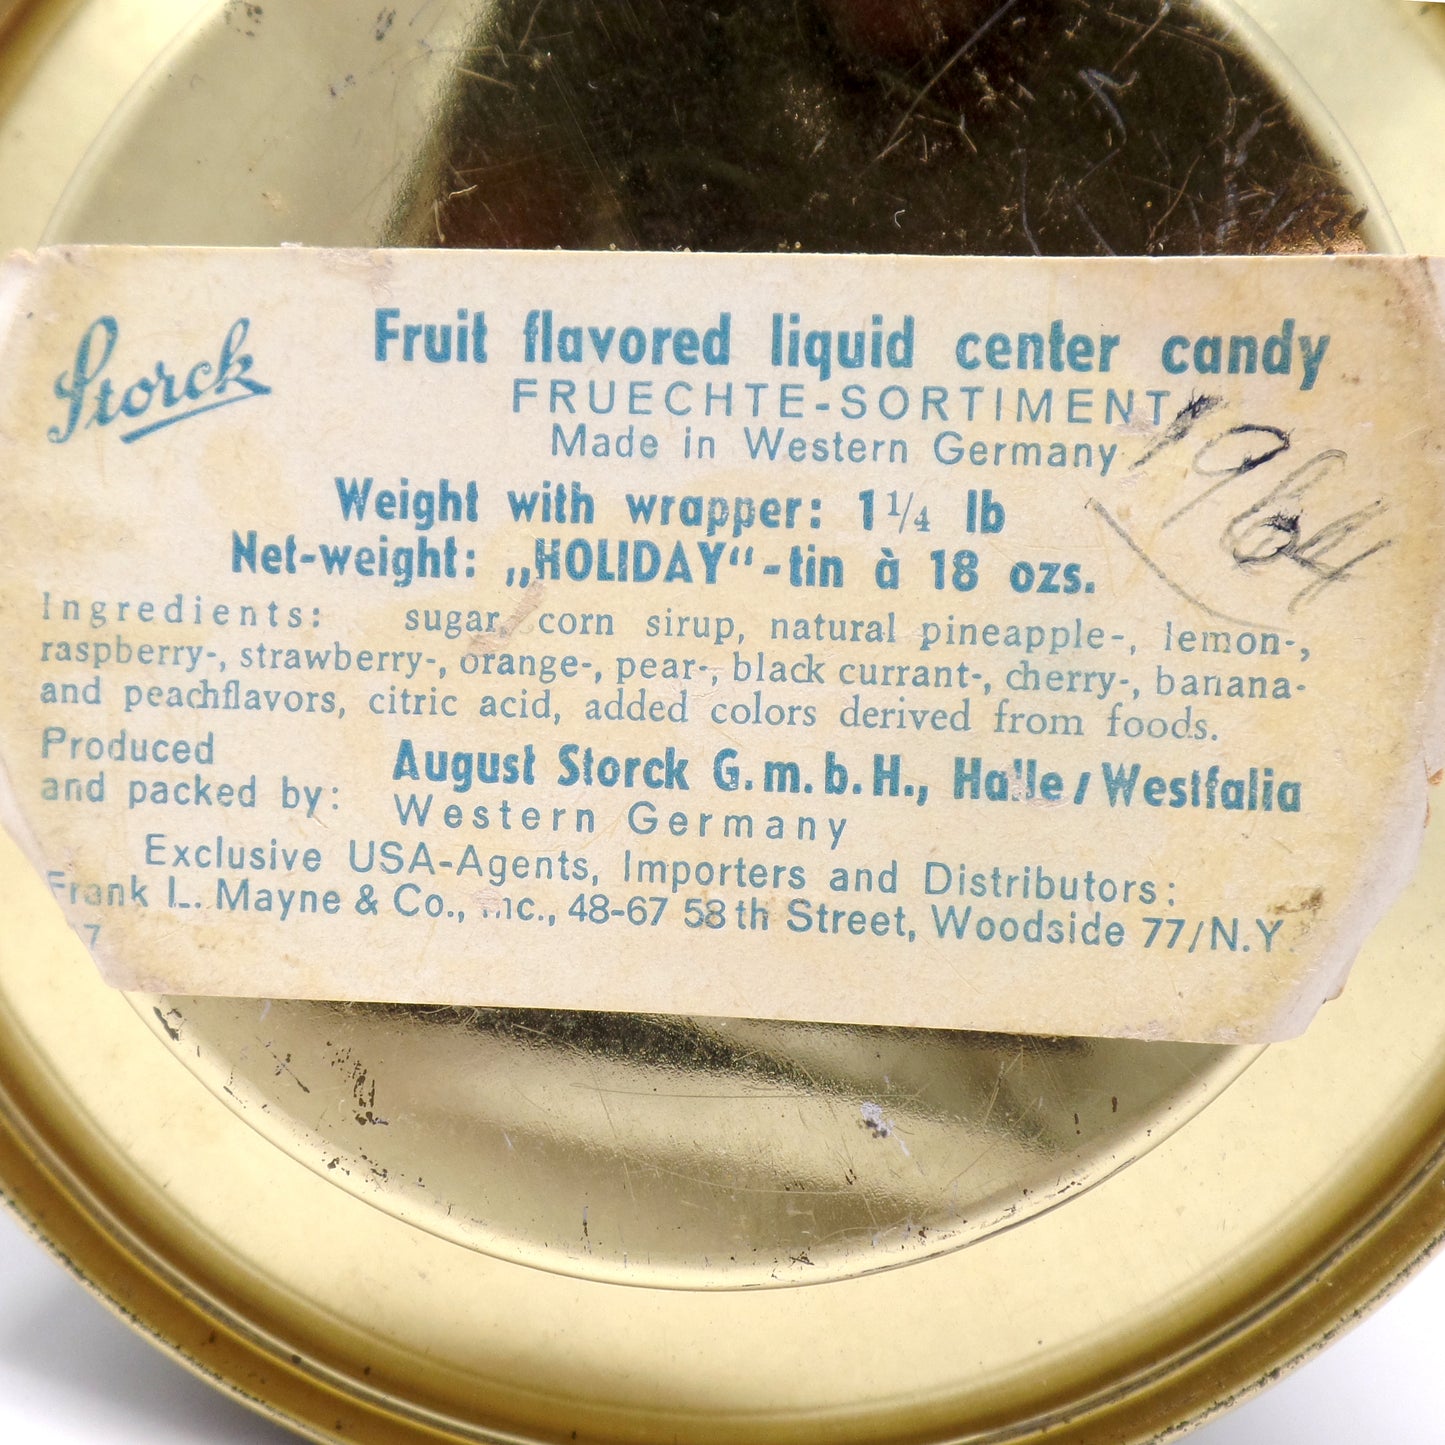 Storck
Fruit flavored liquid center candy
FRUECHTE-SORTIMENT
Made in Western Germany
1964
Weight with wrapper: 1 1/4 lb
Net-weight: „HOLIDAY“-tin à 18 ozs.
Ingredients: sugar, corn sirup, natural pineapple-, lemon-,
raspberry-, strawberry-, orange-, pear-, black currant-, cherry-, banana-
and peachflavors, citric acid, added colors derived from foods.
Produced
and packed by: August Storck G.m.b.H., Halle/Westfalia
Western Germany
Exclusive USA-Agents, Importers and Distributors:
Frank L. Mayne & Co., Inc., 48-67 58th Street, Woodside 77/N.Y.